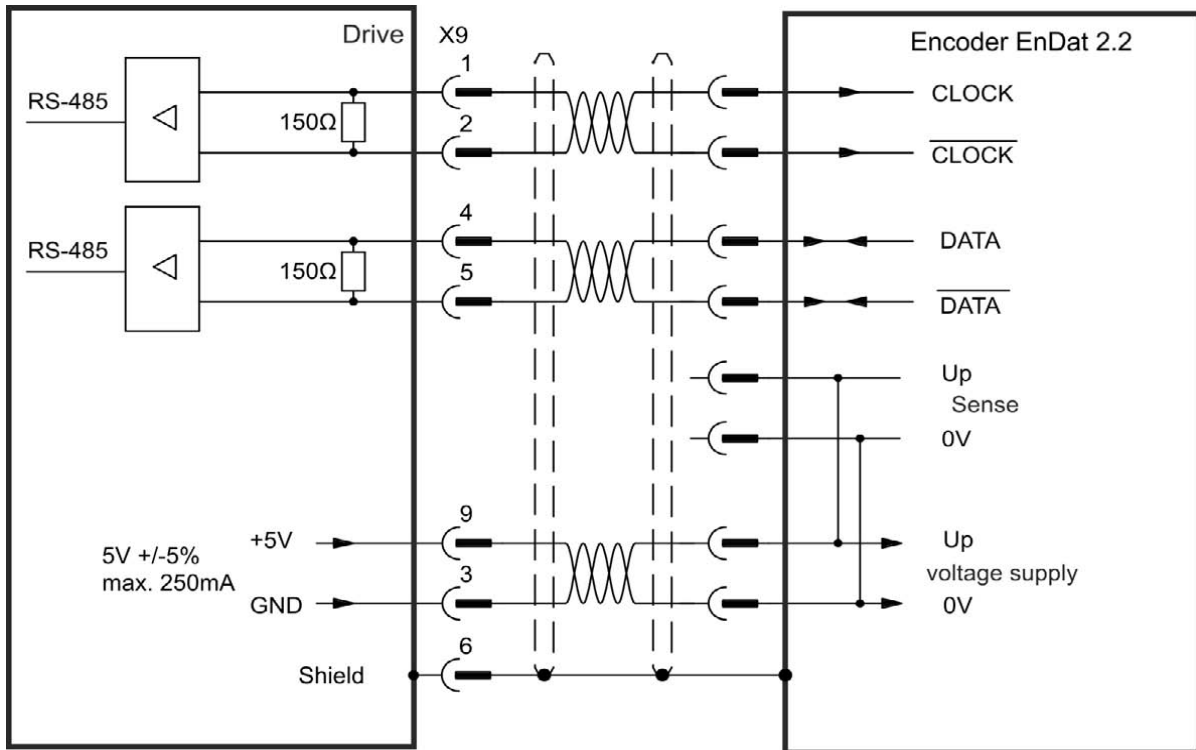 Drive
X9
Encoder EnDat 2.2
1
RS-485
150Ω
CLOCK
2
CLOCK
4
RS-485
150Ω
DATA
5
DATA
Up
Sense
0V
9
5V +/-5%
max. 250mA
+5V
Up
voltage supply
3
GND
0V
6
Shield